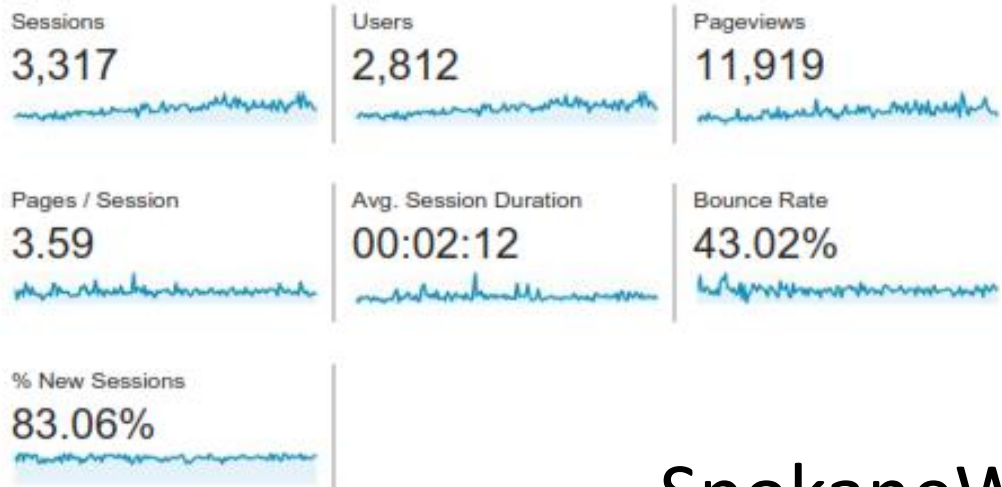 Sessions
3,317
Users
2,812
Pageviews
11,919
Pages / Session
3.59
Avg. Session Duration
00:02:12
Bounce Rate
43.02%
% New Sessions
83.06%